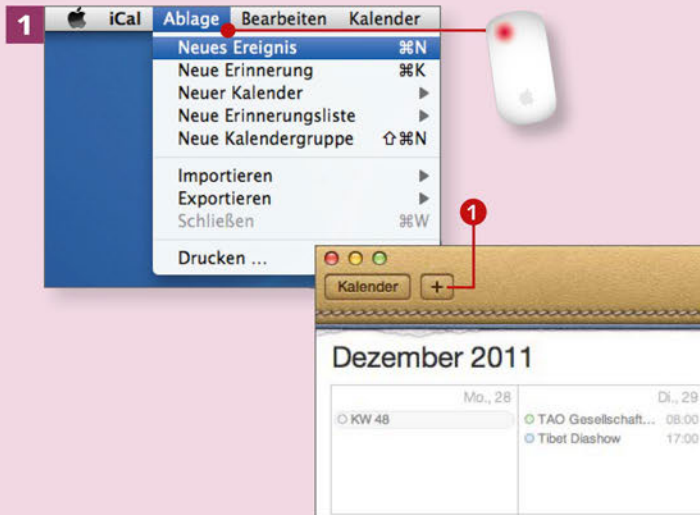 1
iCal Ablage Bearbeiten Kalender
Neues Ereignis ⌘N
Neue Erinnerung ⌘K
Neuer Kalender ▶
Neue Erinnerungsliste ▶
Neue Kalendergruppe ⇧⌘N
Importieren ▶
Exportieren ▶
Schließen ⌘W
Drucken ...
1
Kalender +
Dezember 2011
Mo., 28 Di., 29
KW 48 TAO Gesellschaft... 08:00
Tibet Diashow 17:00